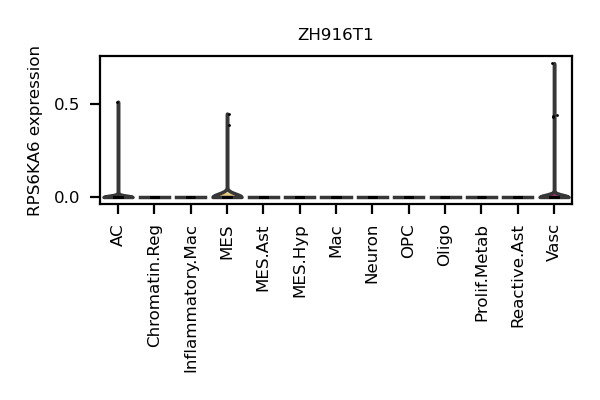 ZH916T1
RPS6KA6 expression
0.5
0.0
AC
Chromatin.Reg
Inflammatory.Mac
MES
MES.Ast
MES.Hyp
Mac
Neuron
OPC
Oligo
Prolif.Metab
Reactive.Ast
Vasc